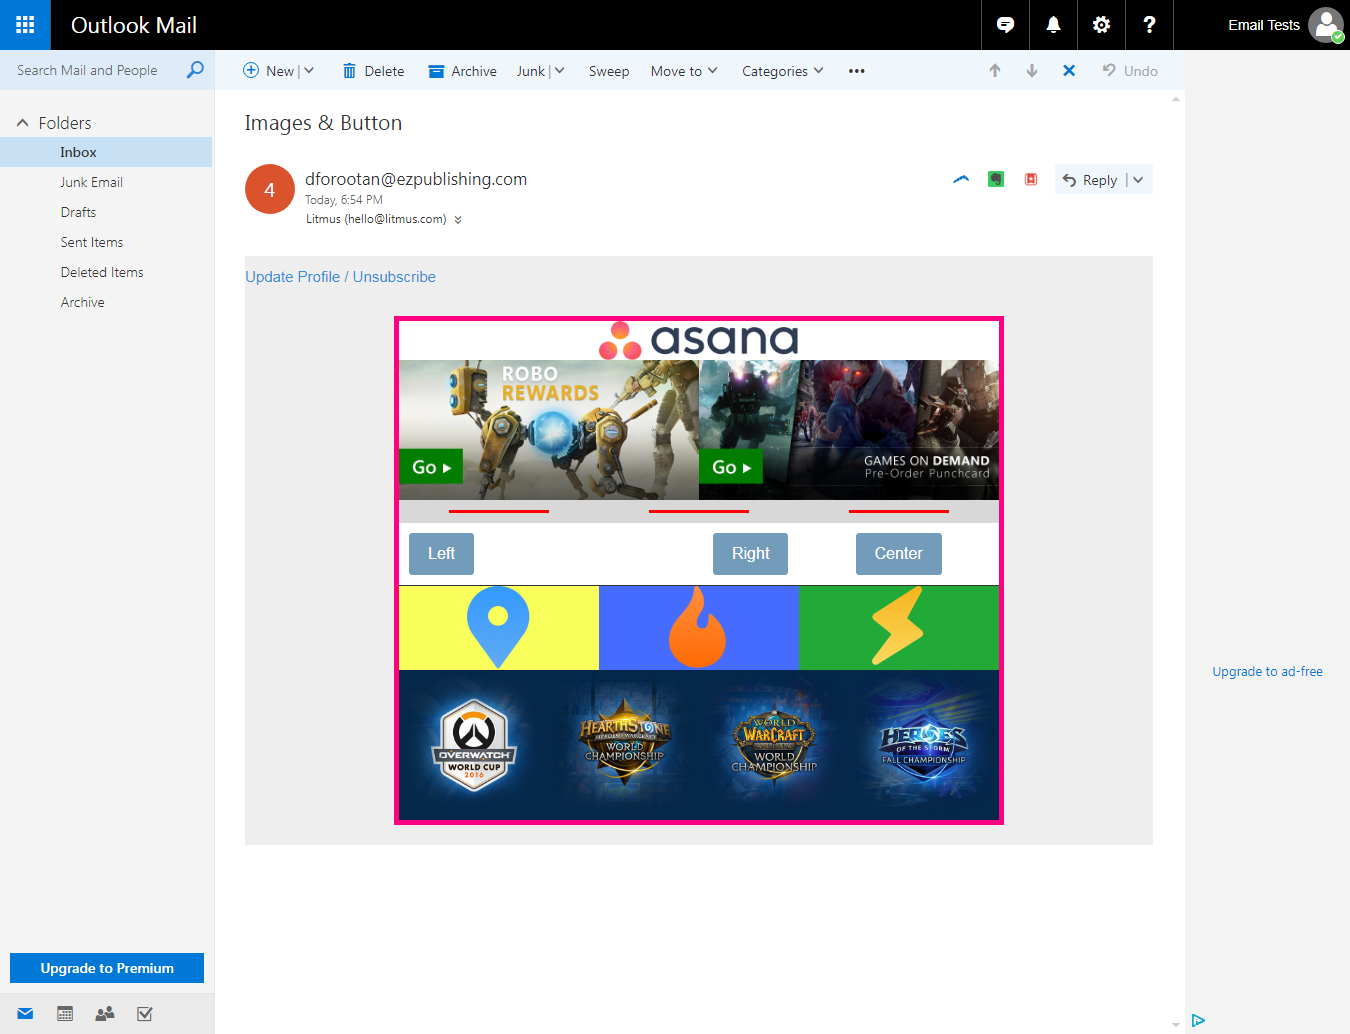 Outlook Mail
Email Tests
Search Mail and People
New Delete Archive Junk Sweep Move to Categories Undo
Folders
Inbox
Junk Email
Drafts
Sent Items
Deleted Items
Archive
Images & Button
4
dforootan@ezpublishing.com
Today, 6:54 PM
Litmus (hello@litmus.com)
Reply
Update Profile / Unsubscribe
asana
ROBO
REWARDS
Go
Go
GAMES ON DEMAND
Pre-Order Punchcard
Left Right Center
OVERWATCH
WORLD CUP
2016
HEARTHSTONE
HEROES OF WARCRAFT
WORLD
CHAMPIONSHIP
WORLD
WARCRAFT
WORLD
CHAMPIONSHIP
HEROES
OF THE STORM
FALL CHAMPIONSHIP
Upgrade to ad-free
Upgrade to Premium